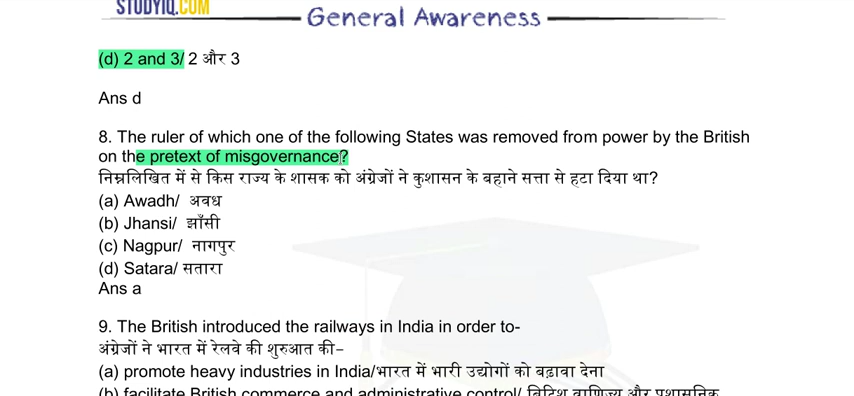 STUDYIQ.COM
General Awareness
(d) 2 and 3/ 2 और 3
Ans d
8. The ruler of which one of the following States was removed from power by the British
on the pretext of misgovernance?
निम्नलिखित में से किस राज्य के शासक को अंग्रेजों ने कुशासन के बहाने सत्ता से हटा दिया था?
(a) Awadh/ अवध
(b) Jhansi/ झाँसी
(c) Nagpur/ नागपुर
(d) Satara/ सतारा
Ans a
9. The British introduced the railways in India in order to-
अंग्रेजों ने भारत में रेलवे की शुरुआत की–
(a) promote heavy industries in India/भारत में भारी उद्योगों को बढ़ावा देना
(b) facilitate British commerce and administrative control/ ब्रिटिश वाणिज्य और प्रशासनिक